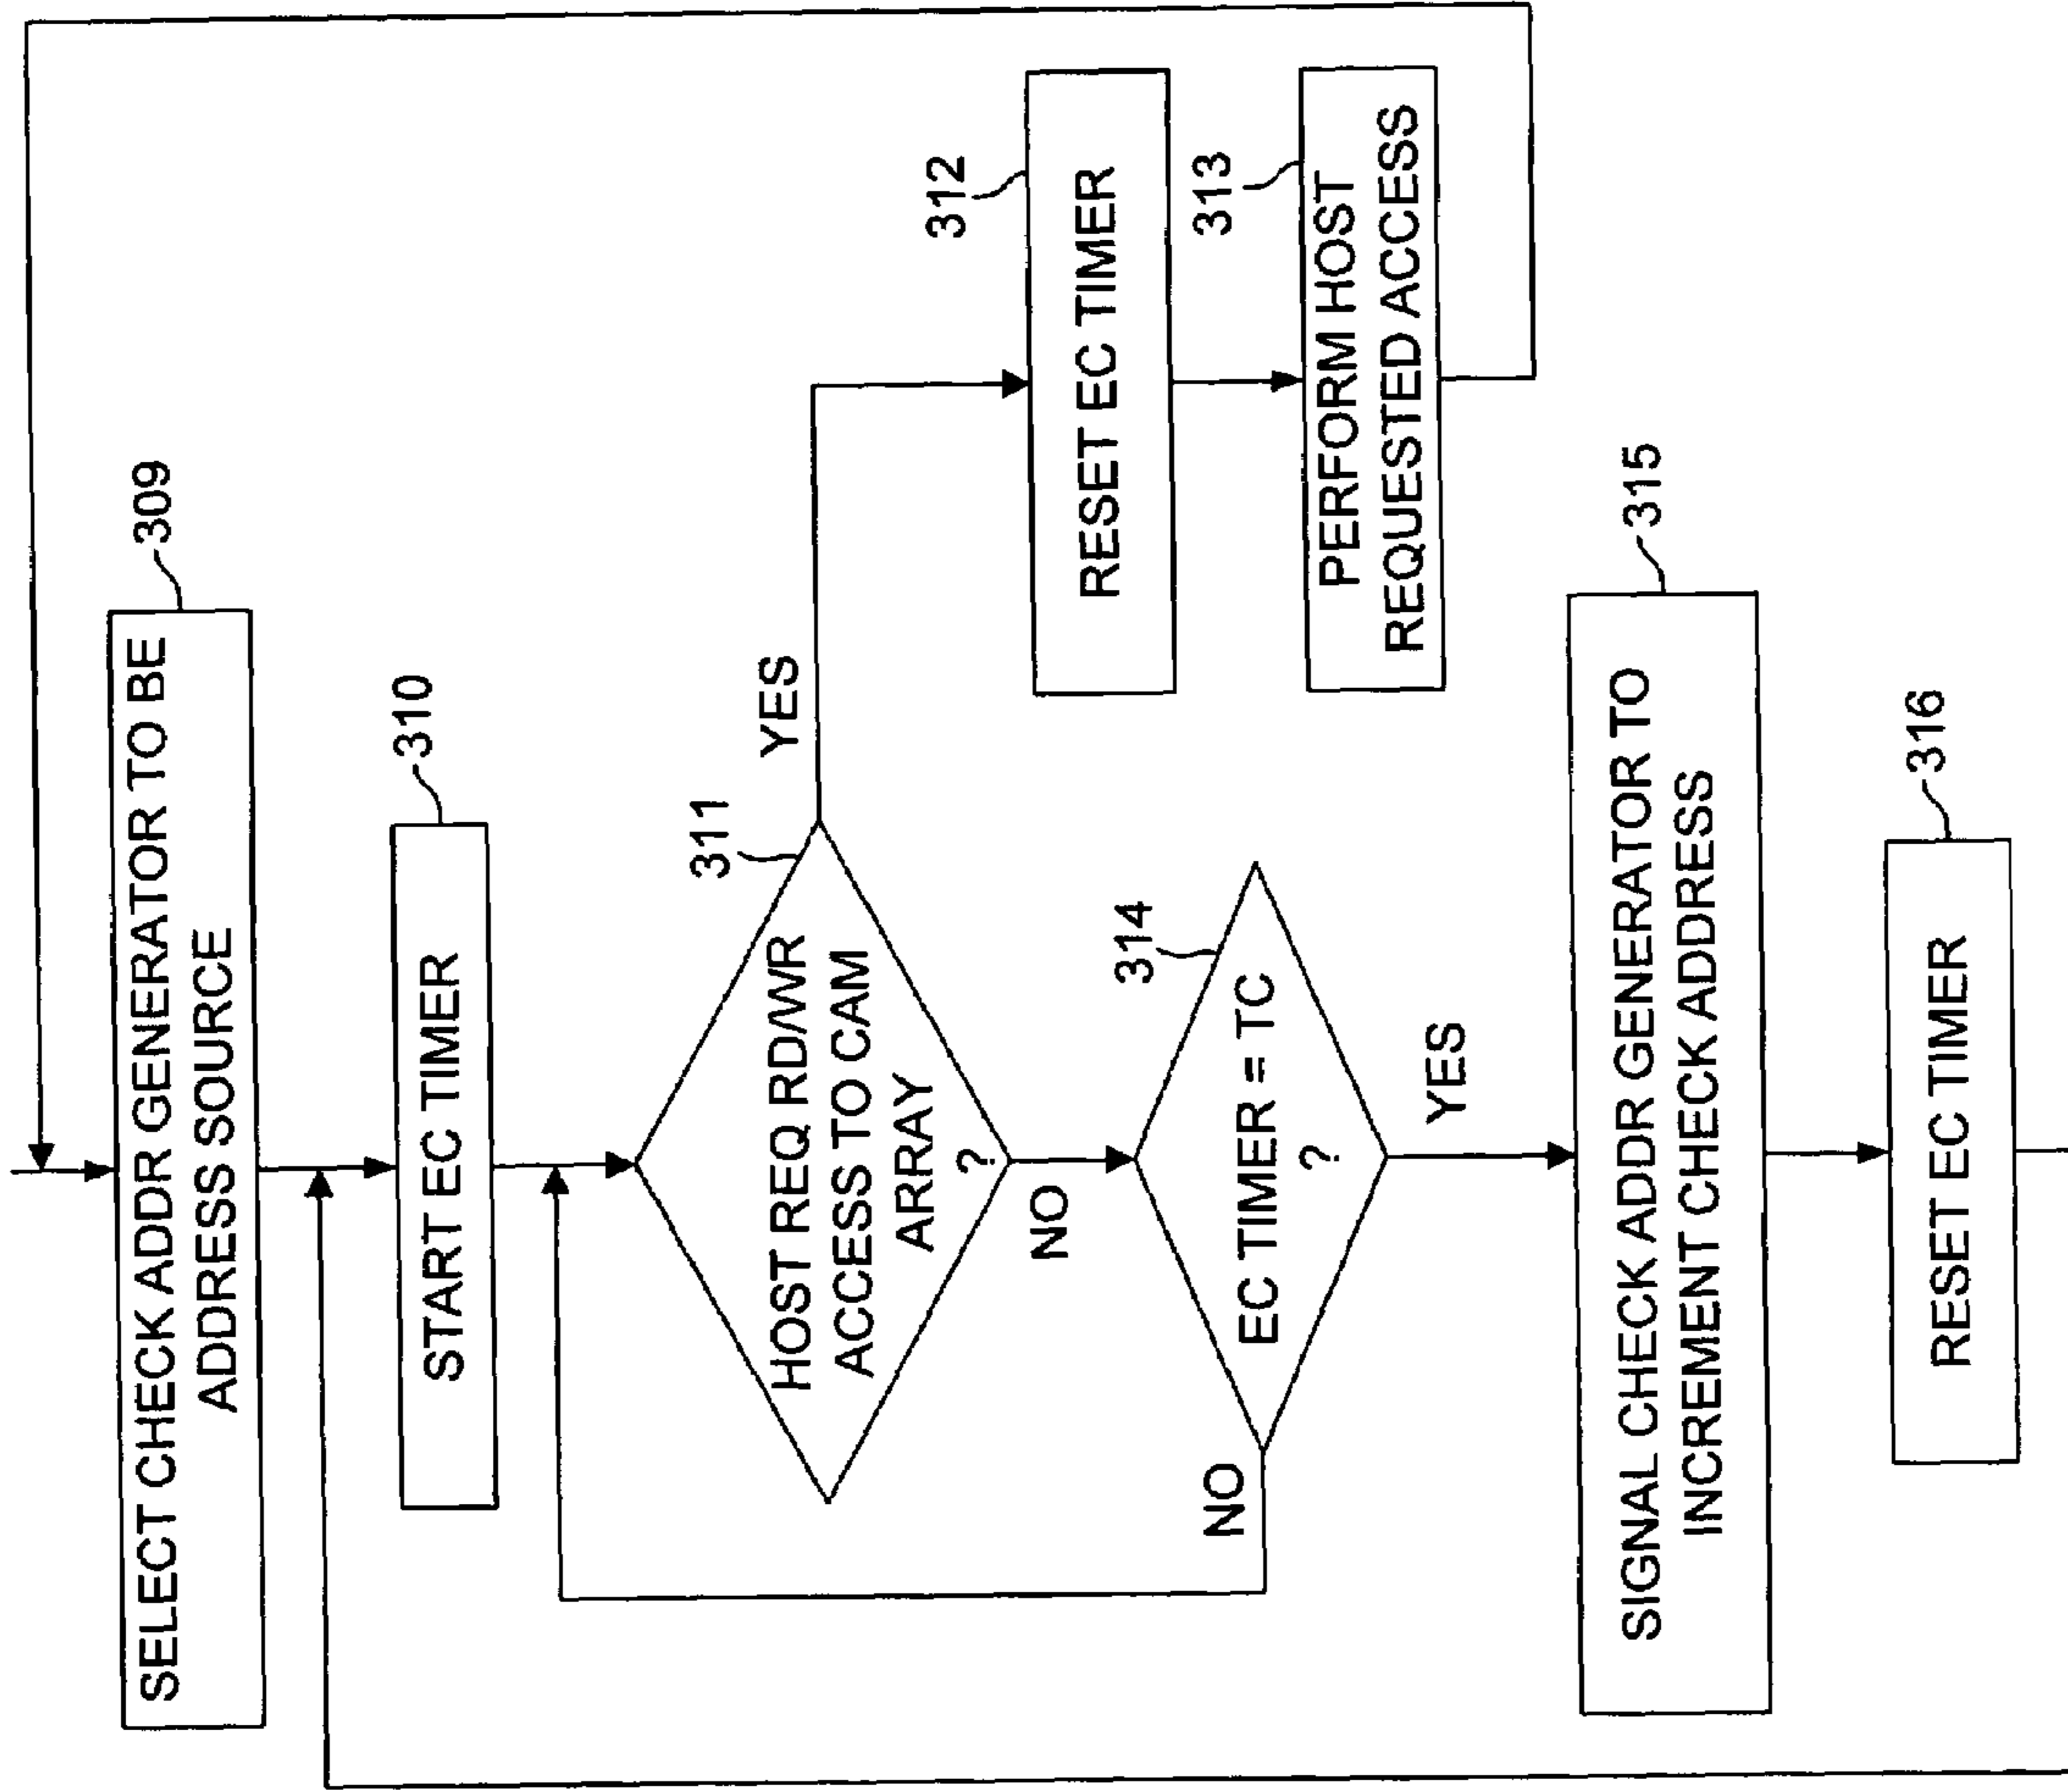 SELECT CHECK ADDR GENERATOR TO BE
ADDRESS SOURCE
309
START EC TIMER
310
HOST REQ RD/WR
ACCESS TO CAM
ARRAY
?
311
YES
NO
RESET EC TIMER
312
PERFORM HOST
REQUESTED ACCESS
313
EC TIMER = TC
?
314
NO
YES
SIGNAL CHECK ADDR GENERATOR TO
INCREMENT CHECK ADDRESS
315
RESET EC TIMER
316